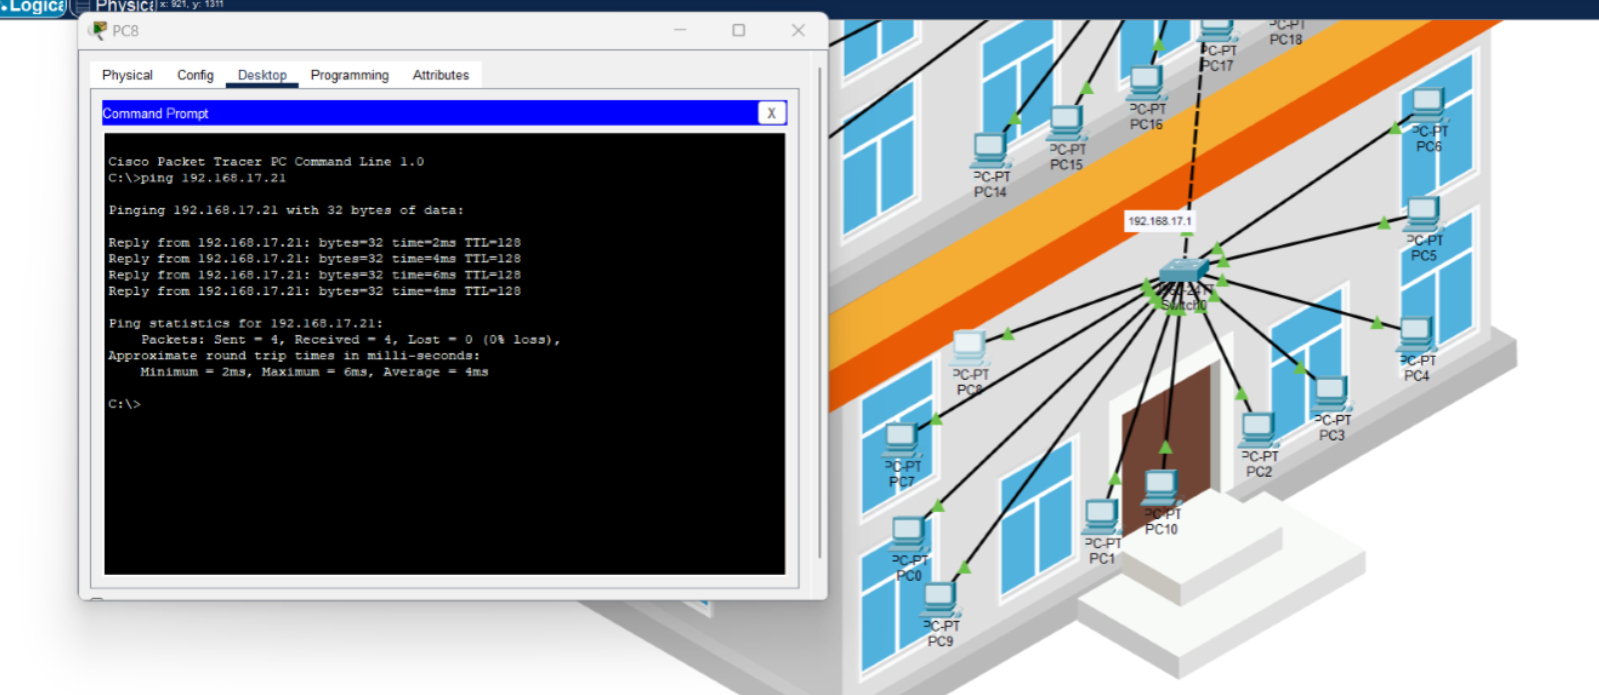 Logical
Physical
x: 921, y: 1311
PC8
Physical Config Desktop Programming Attributes
Command Prompt
X
Cisco Packet Tracer PC Command Line 1.0
C:\>ping 192.168.17.21
Pinging 192.168.17.21 with 32 bytes of data:
Reply from 192.168.17.21: bytes=32 time=2ms TTL=128
Reply from 192.168.17.21: bytes=32 time=4ms TTL=128
Reply from 192.168.17.21: bytes=32 time=6ms TTL=128
Reply from 192.168.17.21: bytes=32 time=4ms TTL=128
Ping statistics for 192.168.17.21:
Packets: Sent = 4, Received = 4, Lost = 0 (0% loss),
Approximate round trip times in milli-seconds:
Minimum = 2ms, Maximum = 6ms, Average = 4ms
C:\>
PC-PT
PC18
PC-PT
PC17
PC-PT
PC16
PC-PT
PC15
PC-PT
PC14
PC-PT
PC6
192.168.17.1
PC-PT
PC5
Switch0
PC-PT
PC4
PC-PT
PC8
PC-PT
PC3
PC-PT
PC2
PC-PT
PC7
PC-PT
PC10
PC-PT
PC1
PC-PT
PC0
PC-PT
PC9